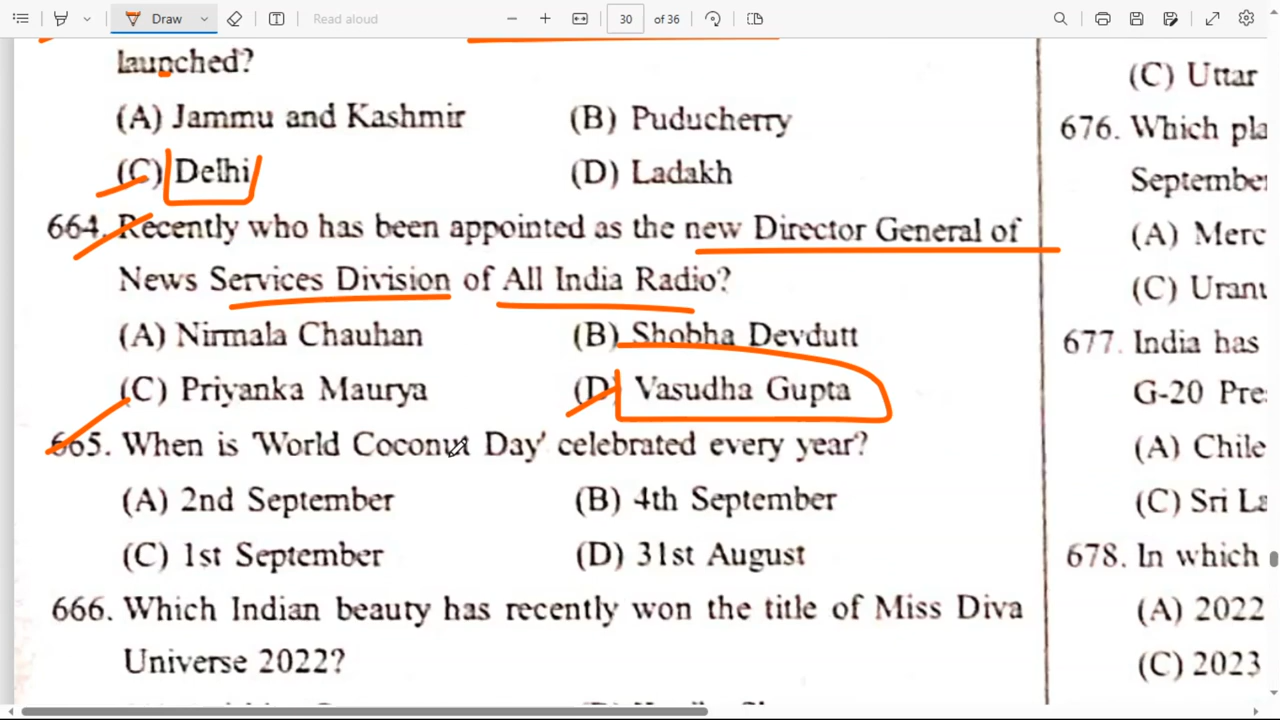 Draw
Read aloud
30 of 36
launched?
(A) Jammu and Kashmir (B) Puducherry
(C) Delhi (D) Ladakh
664. Recently who has been appointed as the new Director General of
News Services Division of All India Radio?
(A) Nirmala Chauhan (B) Shobha Devdutt
(C) Priyanka Maurya (D) Vasudha Gupta
665. When is 'World Coconut Day' celebrated every year?
(A) 2nd September (B) 4th September
(C) 1st September (D) 31st August
666. Which Indian beauty has recently won the title of Miss Diva
Universe 2022?
(C) Uttar
676. Which pla
September
(A) Merc
(C) Uranu
677. India has
G-20 Pre
(A) Chile
(C) Sri La
678. In which
(A) 2022
(C) 2023